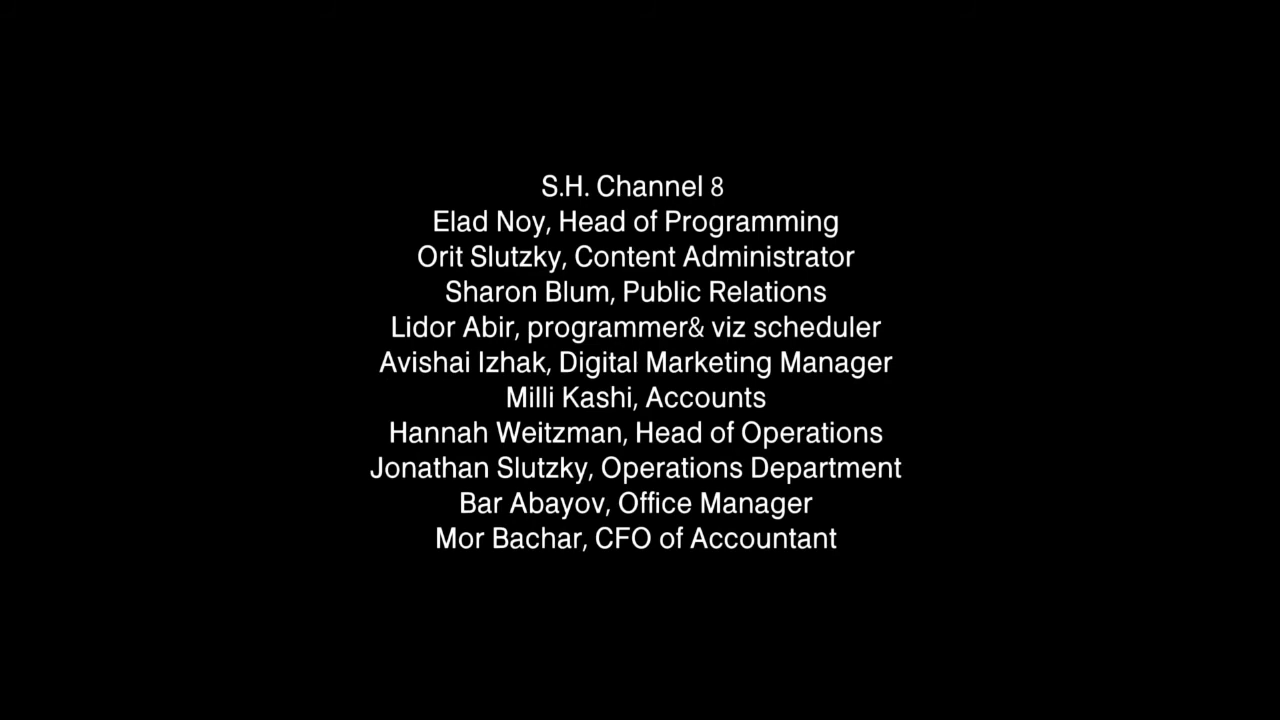 S.H. Channel 8
Elad Noy, Head of Programming
Orit Slutzky, Content Administrator
Sharon Blum, Public Relations
Lidor Abir, programmer& viz scheduler
Avishai Izhak, Digital Marketing Manager
Milli Kashi, Accounts
Hannah Weitzman, Head of Operations
Jonathan Slutzky, Operations Department
Bar Abayov, Office Manager
Mor Bachar, CFO of Accountant